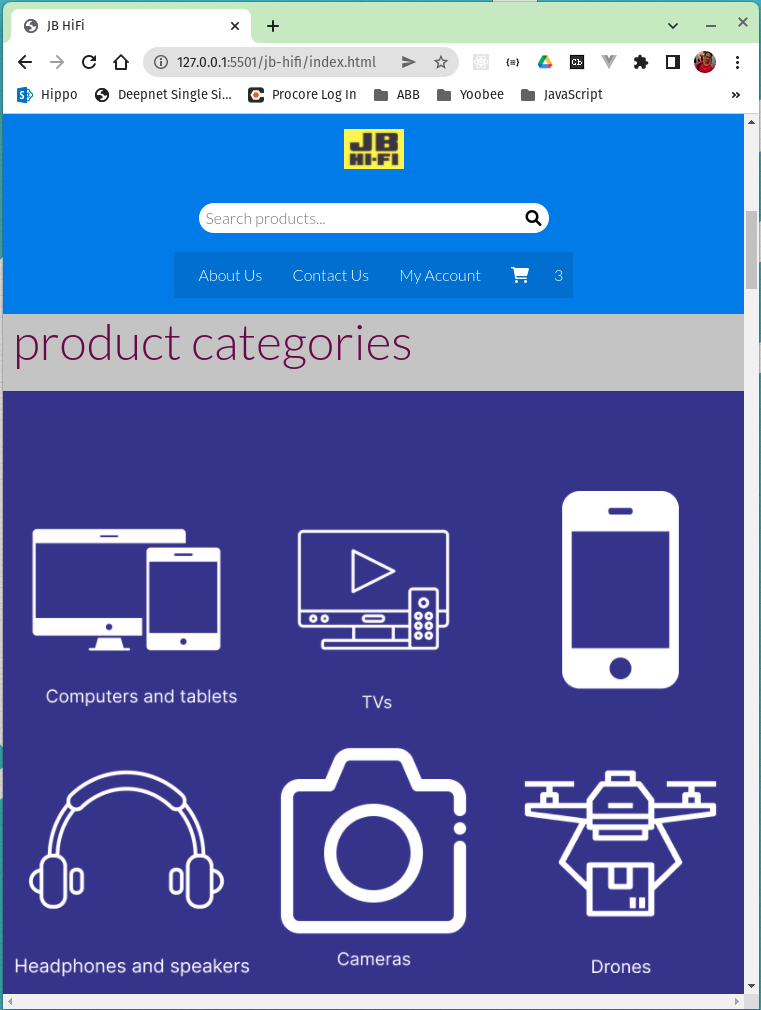 JB HiFi
127.0.0.1:5501/jb-hifi/index.html
Hippo Deepnet Single Si... Procore Log In ABB Yoobee JavaScript »
JB
HI-FI
Search products...
About Us Contact Us My Account 3
product categories
Computers and tablets TVs
Headphones and speakers Cameras Drones